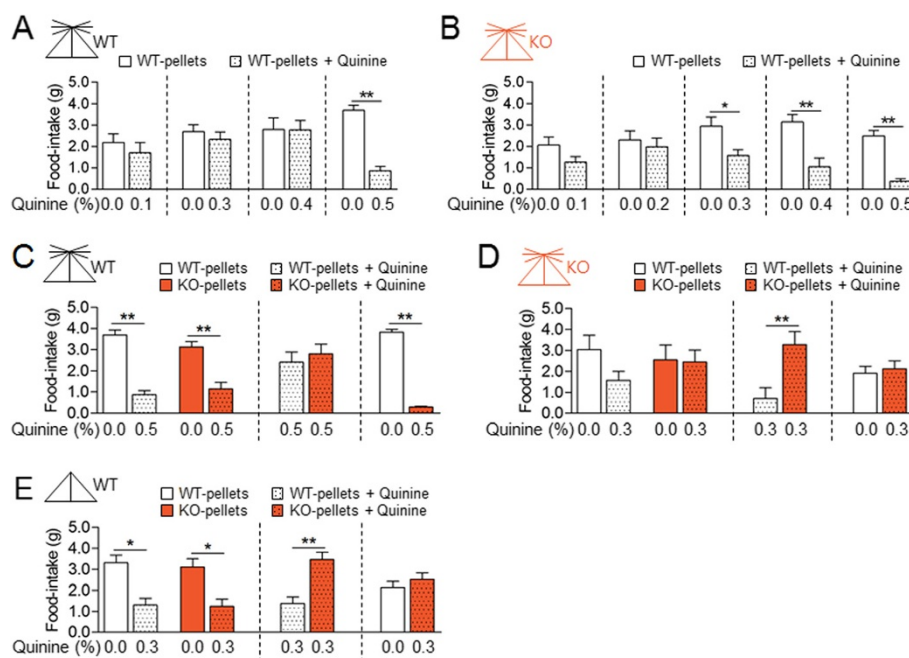 A
WT
WT-pellets WT-pellets + Quinine
Food-intake (g)
5.0
4.0
3.0
2.0
1.0
0.0
**
Quinine (%) 0.0 0.1 0.0 0.3 0.0 0.4 0.0 0.5
B
KO
WT-pellets WT-pellets + Quinine
Food-intake (g)
5.0
4.0
3.0
2.0
1.0
0.0
* ** **
Quinine (%) 0.0 0.1 0.0 0.2 0.0 0.3 0.0 0.4 0.0 0.5
C
WT
WT-pellets WT-pellets + Quinine
KO-pellets KO-pellets + Quinine
Food-intake (g)
5.0
4.0
3.0
2.0
1.0
0.0
** ** **
Quinine (%) 0.0 0.5 0.0 0.5 0.5 0.5 0.0 0.5
D
KO
WT-pellets WT-pellets + Quinine
KO-pellets KO-pellets + Quinine
Food-intake (g)
5.0
4.0
3.0
2.0
1.0
0.0
**
Quinine (%) 0.0 0.3 0.0 0.3 0.3 0.3 0.0 0.3
E
WT
WT-pellets WT-pellets + Quinine
KO-pellets KO-pellets + Quinine
Food-intake (g)
5.0
4.0
3.0
2.0
1.0
0.0
* * **
Quinine (%) 0.0 0.3 0.0 0.3 0.3 0.3 0.0 0.3